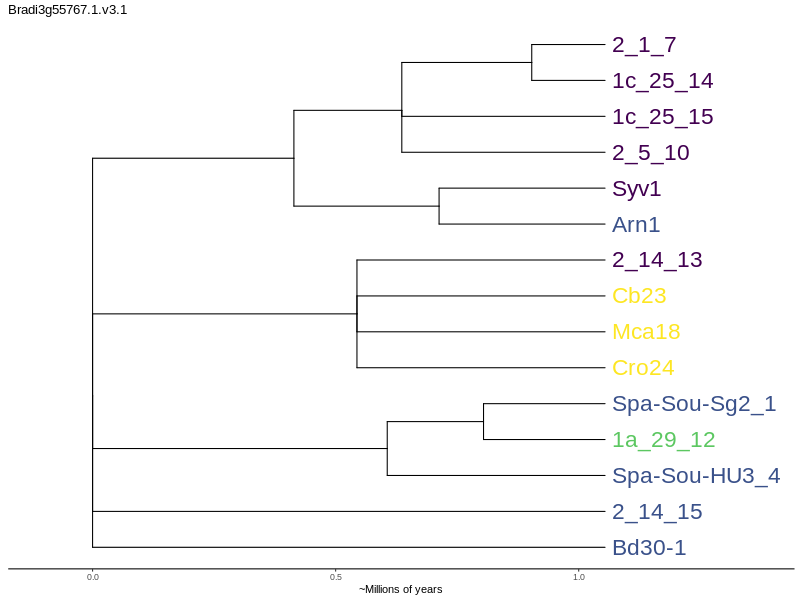 Bradi3g55767.1.v3.1
2_1_7
1c_25_14
1c_25_15
2_5_10
Syv1
Arn1
2_14_13
Cb23
Mca18
Cro24
Spa-Sou-Sg2_1
1a_29_12
Spa-Sou-HU3_4
2_14_15
Bd30-1
0.0 0.5 1.0
~Millions of years